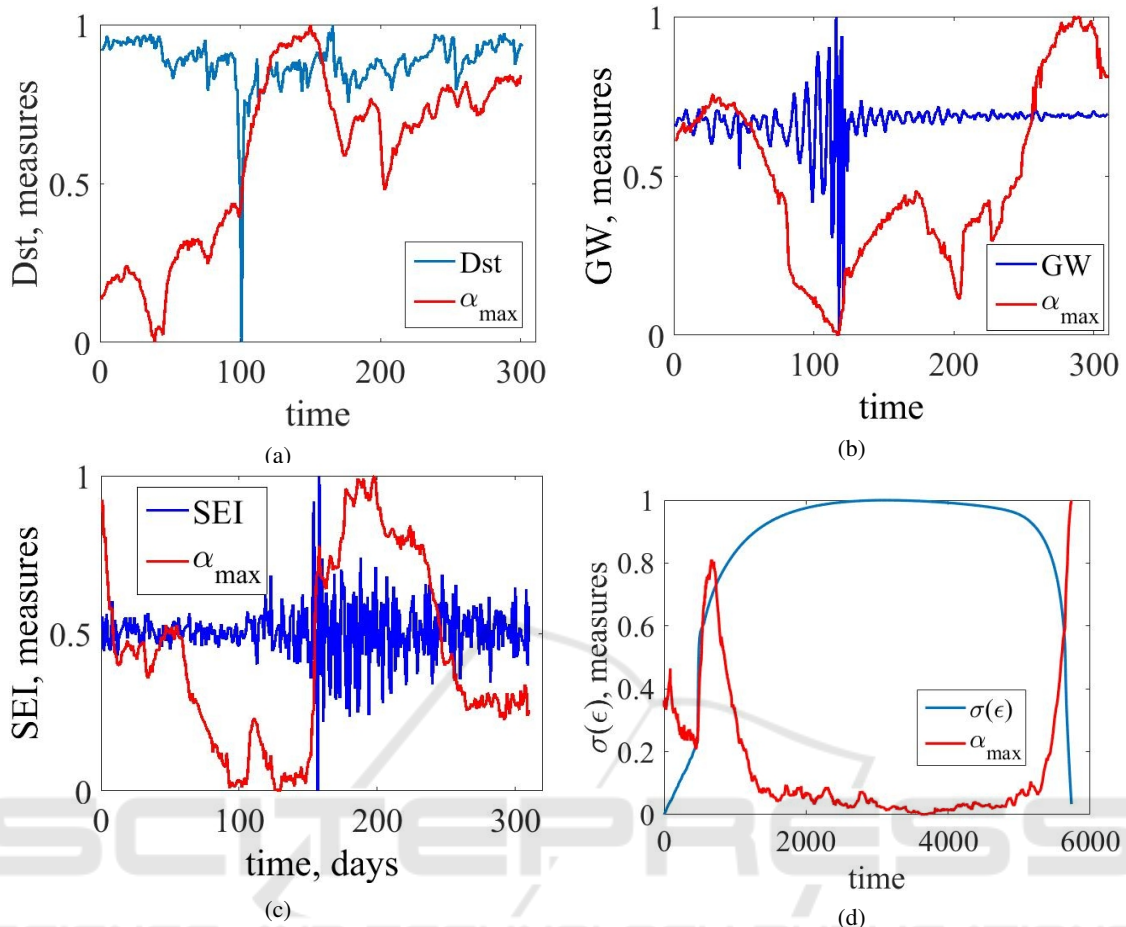 1
0.5
0
Dst, measures
Dst
α_max
0 100 200 300
time
(a)
1
0.5
0
GW, measures
GW
α_max
0 100 200 300
time
(b)
1
0.5
0
SEI, measures
SEI
α_max
0 100 200 300
time, days
(c)
1
0.8
0.6
0.4
0.2
0
σ(ϵ), measures
σ(ϵ)
α_max
0 2000 4000 6000
time
(d)
SCITEPRESS